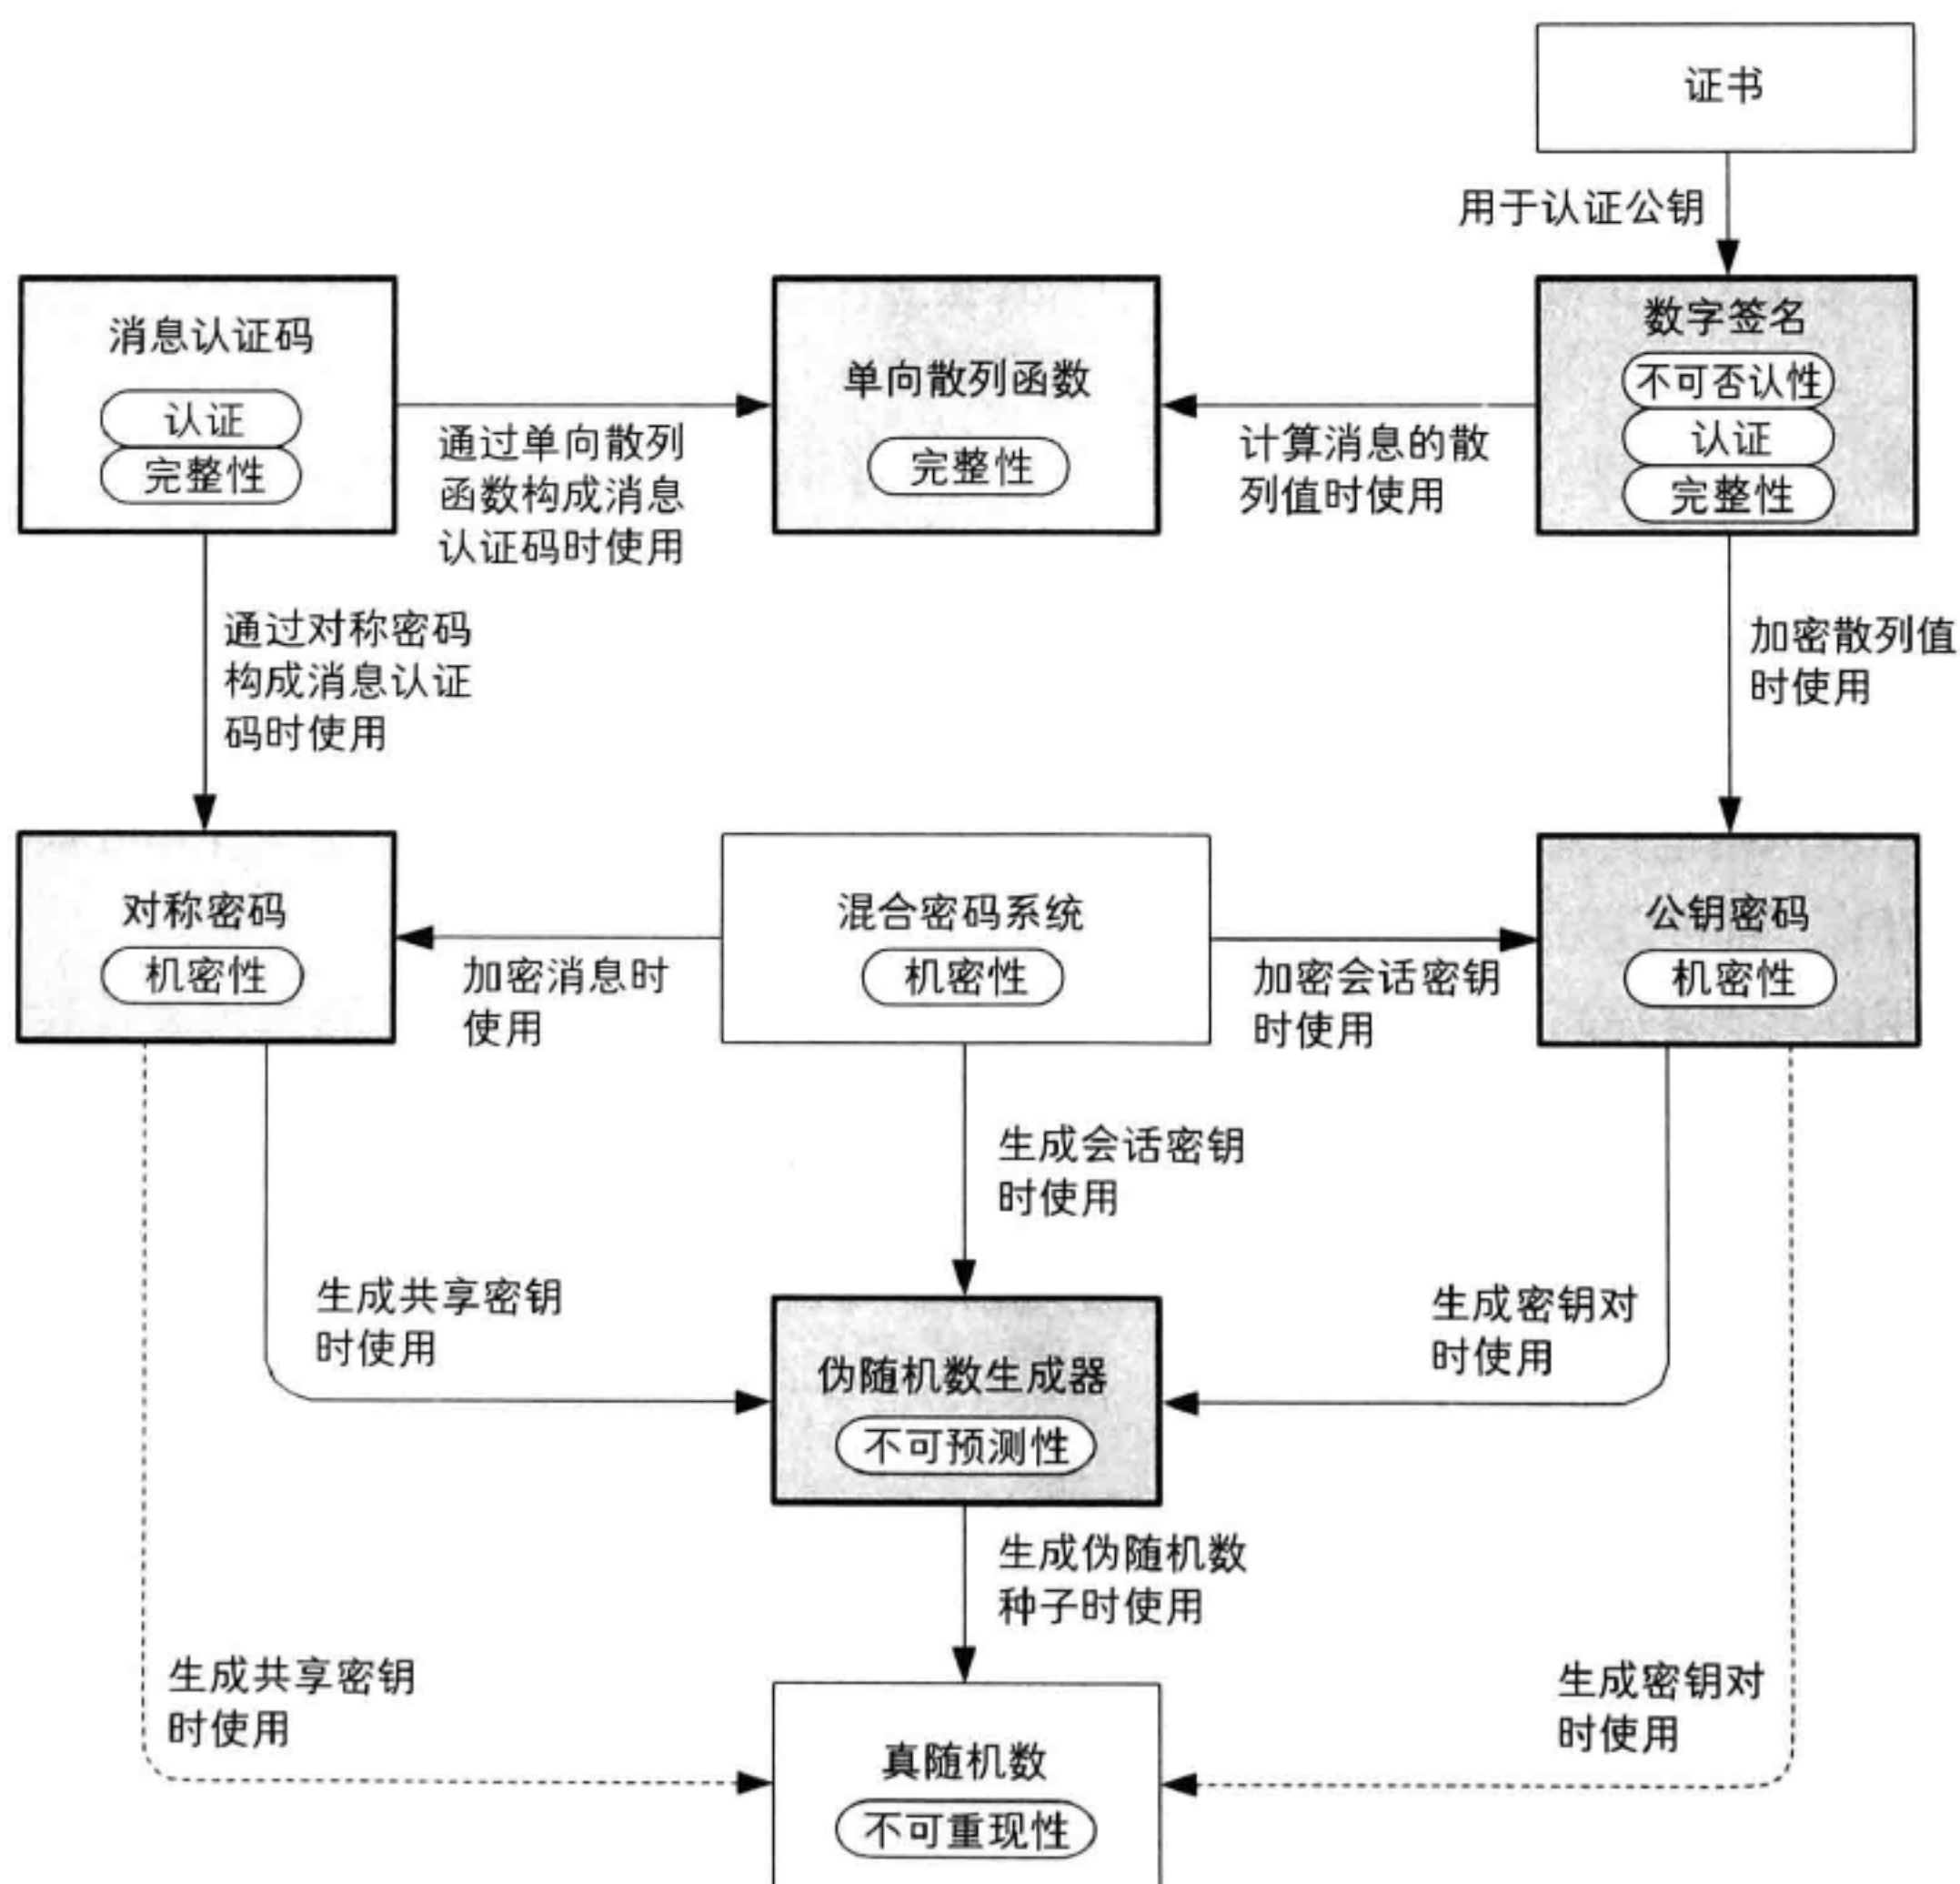 证书
用于认证公钥
消息认证码
认证
完整性
通过单向散列
函数构成消息
认证码时使用
单向散列函数
完整性
计算消息的散
列值时使用
数字签名
不可否认性
认证
完整性
通过对称密码
构成消息认证
码时使用
加密散列值
时使用
对称密码
机密性
加密消息时
使用
混合密码系统
机密性
加密会话密钥
时使用
公钥密码
机密性
生成会话密钥
时使用
生成共享密钥
时使用
伪随机数生成器
不可预测性
生成密钥对
时使用
生成伪随机数
种子时使用
生成共享密钥
时使用
真随机数
不可重现性
生成密钥对
时使用